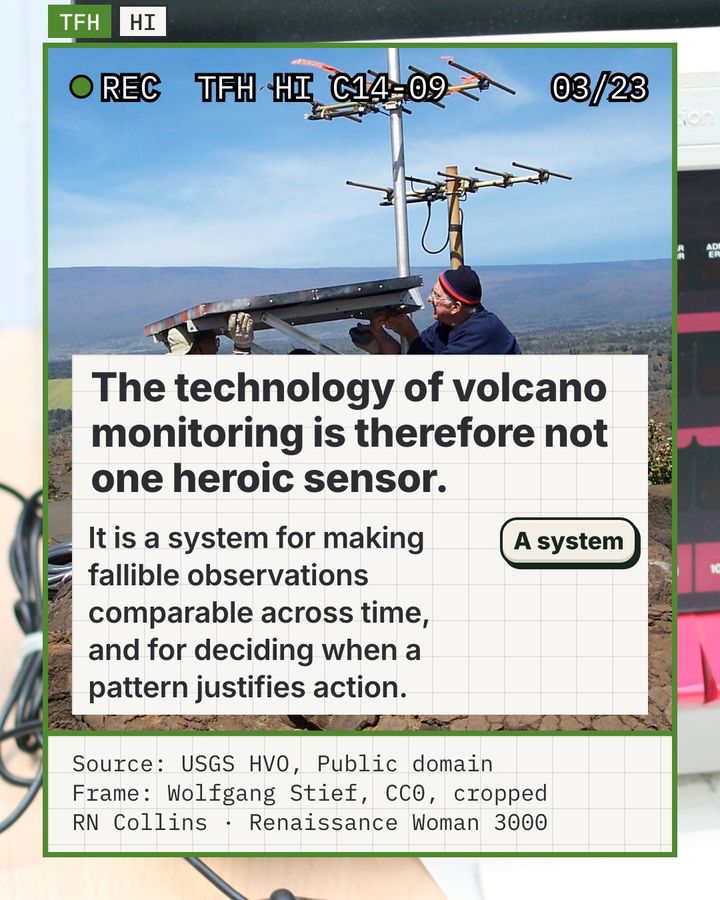 TFH HI
REC TFH HI C14-09 03/23
The technology of volcano
monitoring is therefore not
one heroic sensor.
It is a system for making
fallible observations
comparable across time,
and for deciding when a
pattern justifies action.
A system
Source: USGS HVO, Public domain
Frame: Wolfgang Stief, CC0, cropped
RN Collins · Renaissance Woman 3000